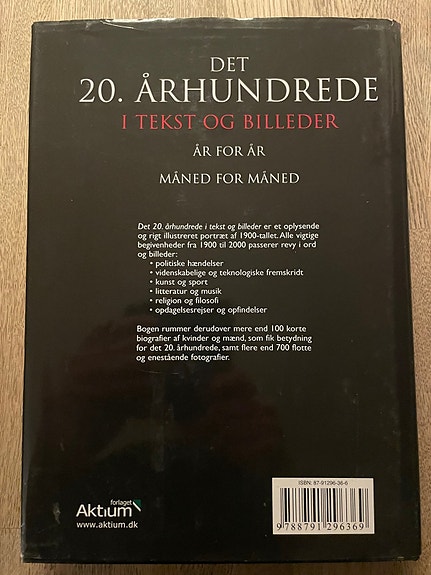 DET
20. ÅRHUNDREDE
I TEKST OG BILLEDER
ÅR FOR ÅR
MÅNED FOR MÅNED
Det 20. århundrede i tekst og billeder er et oplysende
og rigt illustreret portræt af 1900-tallet. Alle vigtige
begivenheder fra 1900 til 2000 passerer revy i ord
og billeder:
• politiske hændelser
• videnskabelige og teknologiske fremskridt
• kunst og sport
• litteratur og musik
• religion og filosofi
• opdagelsesrejser og opfindelser
Bogen rummer derudover mere end 100 korte
biografier af kvinder og mænd, som fik betydning
for det 20. århundrede, samt flere end 700 flotte
og enestående fotografier.
ISBN: 87-91296-36-6
9 788791 296369
forlaget
Aktium
www.aktium.dk